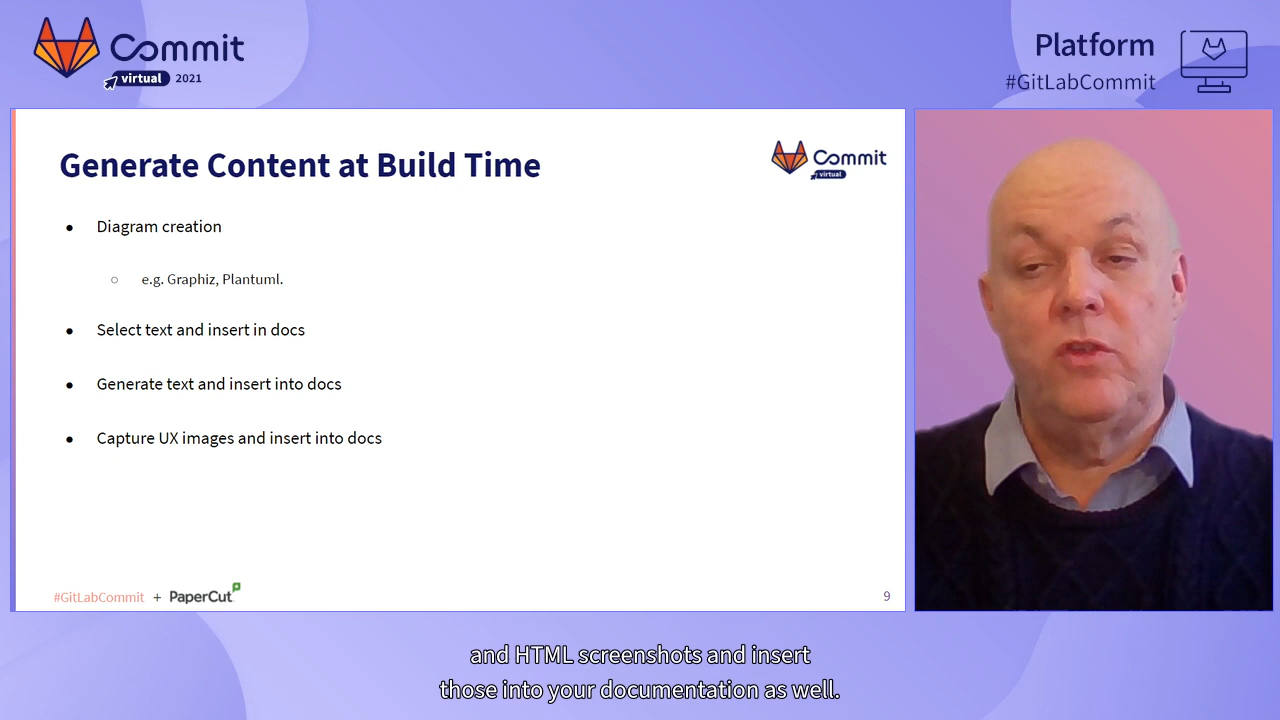 Commit
virtual 2021
Platform
#GitLabCommit
Generate Content at Build Time
Commit
virtual
● Diagram creation
○ e.g. Graphiz, Plantuml.
● Select text and insert in docs
● Generate text and insert into docs
● Capture UX images and insert into docs
#GitLabCommit + PaperCut
9
and HTML screenshots and insert
those into your documentation as well.